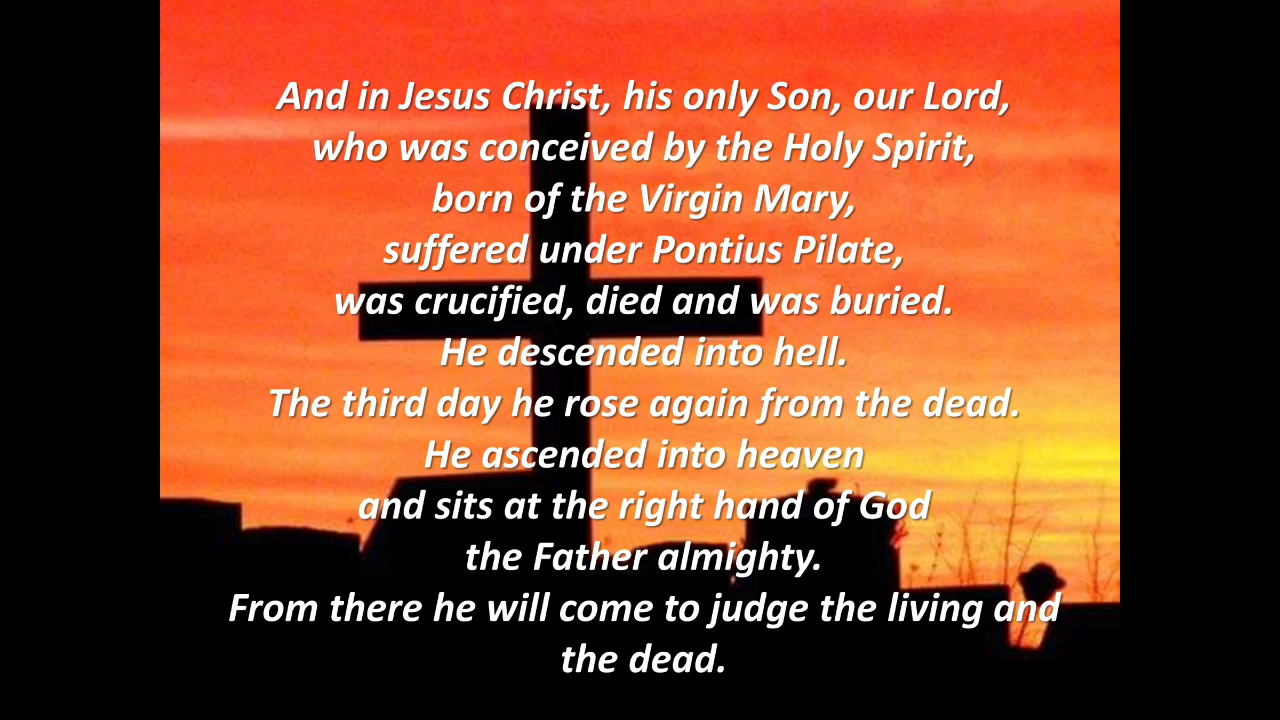 And in Jesus Christ, his only Son, our Lord,
who was conceived by the Holy Spirit,
born of the Virgin Mary,
suffered under Pontius Pilate,
was crucified, died and was buried.
He descended into hell.
The third day he rose again from the dead.
He ascended into heaven
and sits at the right hand of God
the Father almighty.
From there he will come to judge the living and
the dead.